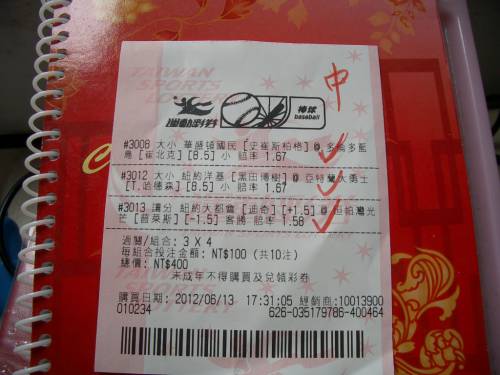 TAIWAN
SPORTS
LOTTERY
中
運動彩券
棒球
baseball
#3006 大小 華盛頓國民 [史崔斯柏格] @ 多倫多藍
鳥 [崔北克] [8.5] 小 賠率 1.67
#3012 大小 紐約洋基 [黑田博樹] @ 亞特蘭大勇士
[T.哈德森] [8.5] 小 賠率 1.67
#3013 讓分 紐約大都會 [迪奇] [+1.5] @ 坦帕灣光
芒 [普萊斯] [-1.5] 客勝 賠率 1.58
過關/組合: 3 X 4
每組合投注金額: NT$100 (共10注)
總價: NT$400
未成年不得購買及兌領彩券
購買日期: 2012/06/13 17:31:05 經銷商:10013900
010234 626-035179786-400464